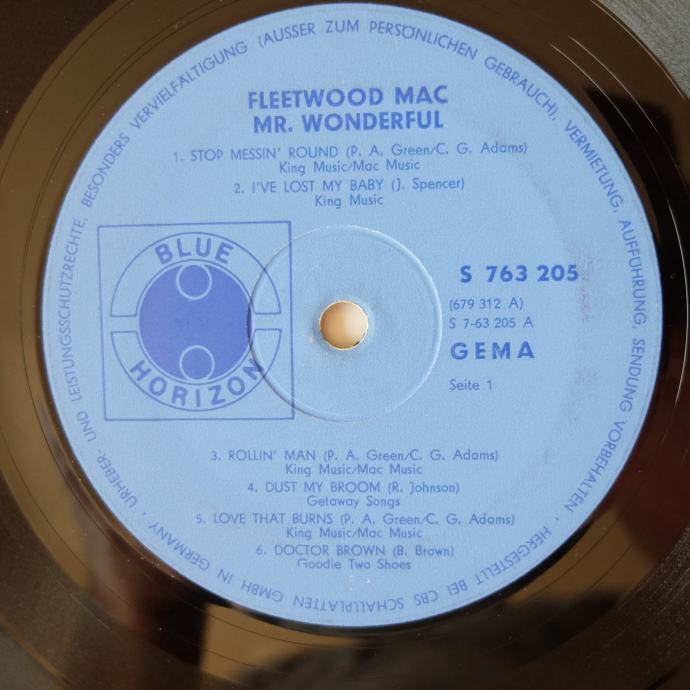 FLEETWOOD MAC
MR. WONDERFUL
1. STOP MESSIN' ROUND (P. A. Green/C. G. Adams)
King Music/Mac Music
2. I'VE LOST MY BABY (J. Spencer)
King Music
BLUE
HORIZON
S 763 205
(679 312 A)
S 7-63 205 A
GEMA
Seite 1
3. ROLLIN' MAN (P. A. Green/C. G. Adams)
King Music/Mac Music
4. DUST MY BROOM (R. Johnson)
Getaway Songs
5. LOVE THAT BURNS (P. A. Green/C. G. Adams)
King Music/Mac Music
6. DOCTOR BROWN (B. Brown)
Goodie Two Shoes
URHEBER- UND LEISTUNGSSCHUTZRECHTE, BESONDERS VERVIELFÄLTIGUNG (AUSSER ZUM PERSÖNLICHEN GEBRAUCH), VERMIETUNG, AUFFÜHRUNG, SENDUNG VORBEHALTEN · HERGESTELLT BEI CBS SCHALLPLATTEN GMBH IN GERMANY ·